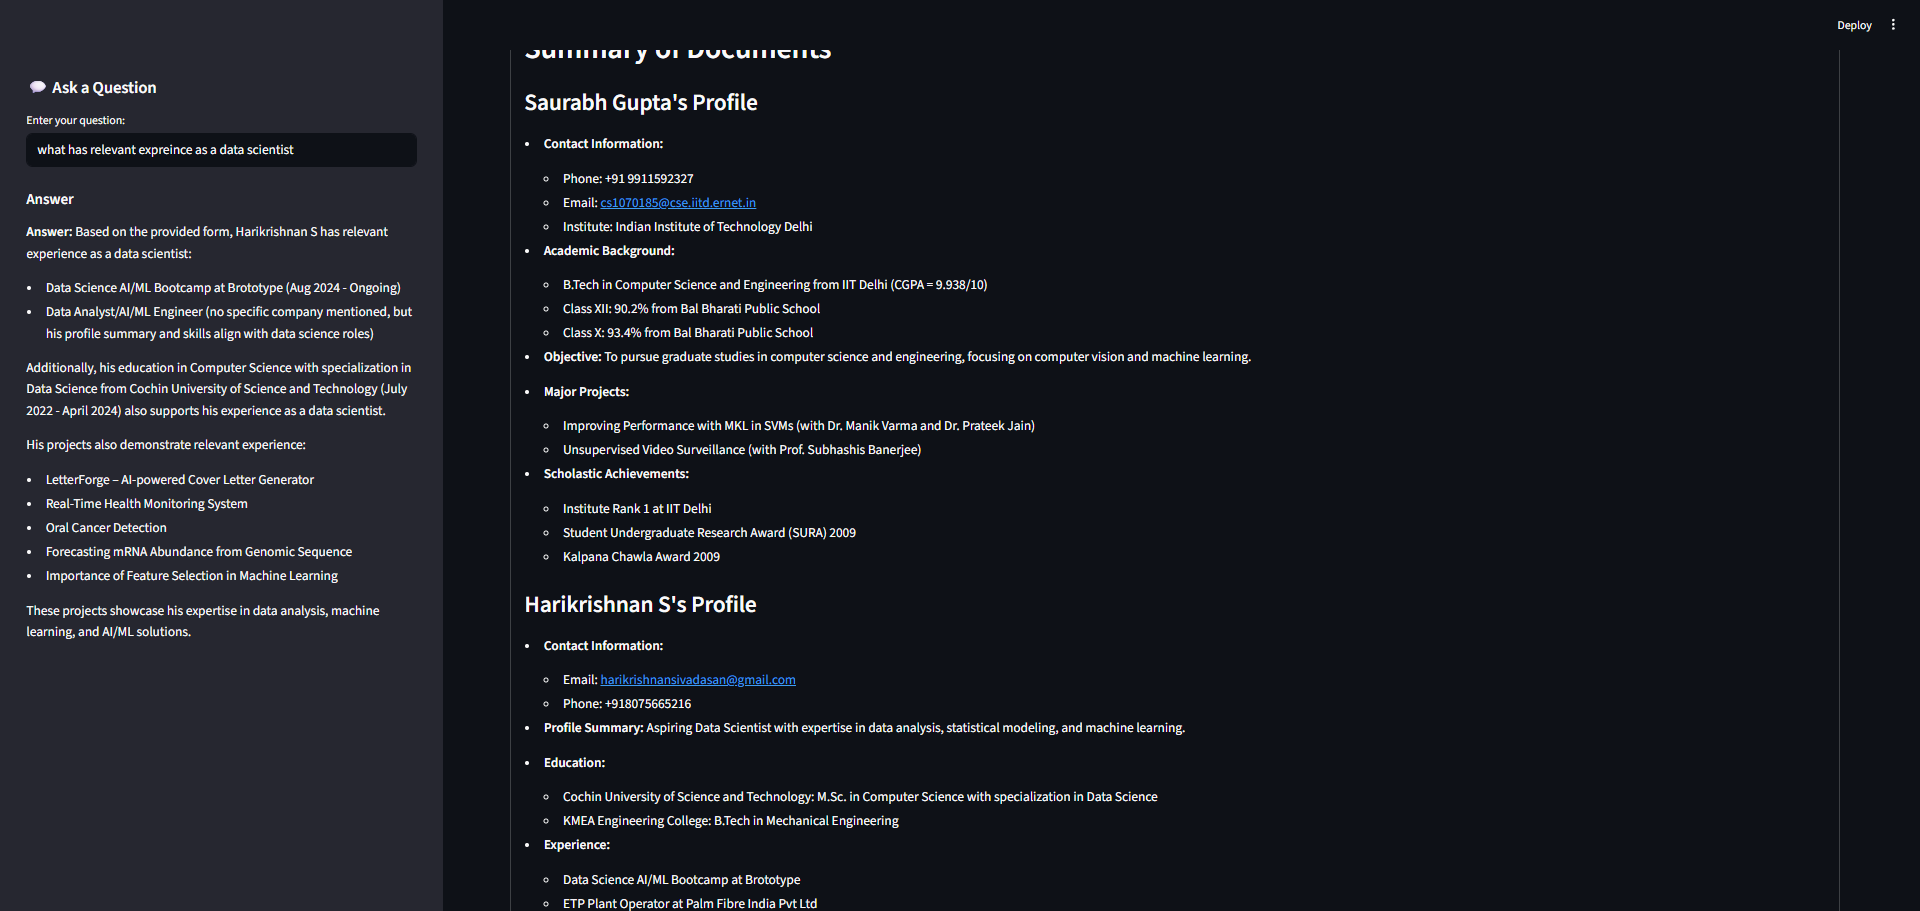 Deploy
Ask a Question
Enter your question:
what has relevant expreince as a data scientist
Answer
Answer: Based on the provided form, Harikrishnan S has relevant
experience as a data scientist:
• Data Science AI/ML Bootcamp at Brototype (Aug 2024 - Ongoing)
• Data Analyst/AI/ML Engineer (no specific company mentioned, but
his profile summary and skills align with data science roles)
Additionally, his education in Computer Science with specialization in
Data Science from Cochin University of Science and Technology (July
2022 - April 2024) also supports his experience as a data scientist.
His projects also demonstrate relevant experience:
• LetterForge – AI-powered Cover Letter Generator
• Real-Time Health Monitoring System
• Oral Cancer Detection
• Forecasting mRNA Abundance from Genomic Sequence
• Importance of Feature Selection in Machine Learning
These projects showcase his expertise in data analysis, machine
learning, and AI/ML solutions.
Summary of Documents
Saurabh Gupta's Profile
• Contact Information:
◦ Phone: +91 9911592327
◦ Email: cs1070185@cse.iitd.ernet.in
◦ Institute: Indian Institute of Technology Delhi
• Academic Background:
◦ B.Tech in Computer Science and Engineering from IIT Delhi (CGPA = 9.938/10)
◦ Class XII: 90.2% from Bal Bharati Public School
◦ Class X: 93.4% from Bal Bharati Public School
• Objective: To pursue graduate studies in computer science and engineering, focusing on computer vision and machine learning.
• Major Projects:
◦ Improving Performance with MKL in SVMs (with Dr. Manik Varma and Dr. Prateek Jain)
◦ Unsupervised Video Surveillance (with Prof. Subhashis Banerjee)
• Scholastic Achievements:
◦ Institute Rank 1 at IIT Delhi
◦ Student Undergraduate Research Award (SURA) 2009
◦ Kalpana Chawla Award 2009
Harikrishnan S's Profile
• Contact Information:
◦ Email: harikrishnansivadasan@gmail.com
◦ Phone: +918075665216
• Profile Summary: Aspiring Data Scientist with expertise in data analysis, statistical modeling, and machine learning.
• Education:
◦ Cochin University of Science and Technology: M.Sc. in Computer Science with specialization in Data Science
◦ KMEA Engineering College: B.Tech in Mechanical Engineering
• Experience:
◦ Data Science AI/ML Bootcamp at Brototype
◦ ETP Plant Operator at Palm Fibre India Pvt Ltd